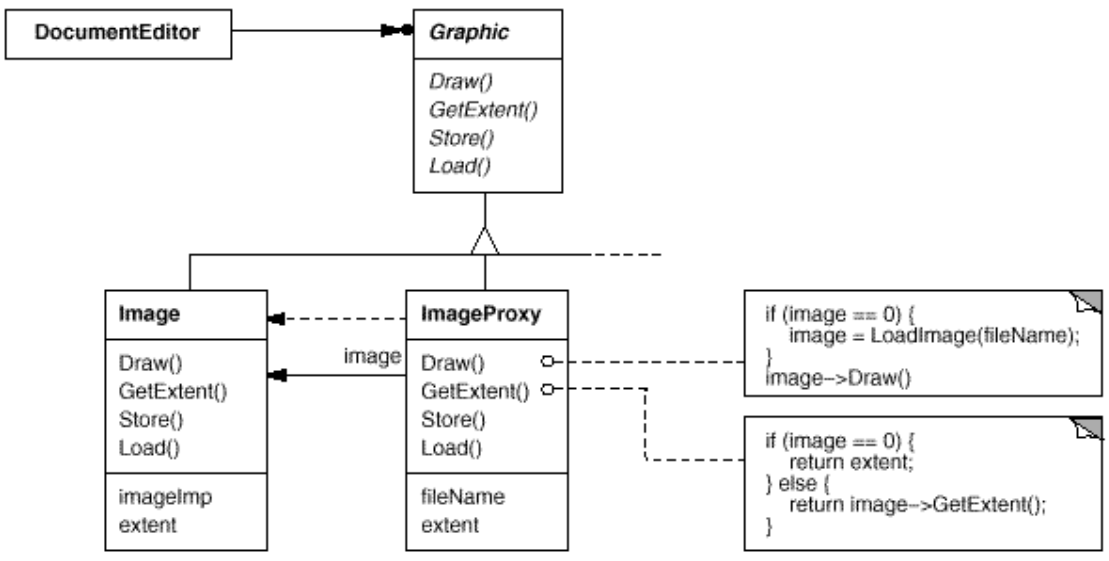 DocumentEditor
Graphic
Draw()
GetExtent()
Store()
Load()
Image
Draw()
GetExtent()
Store()
Load()
imageImp
extent
image
ImageProxy
Draw()
GetExtent()
Store()
Load()
fileName
extent
if (image == 0) {
image = LoadImage(fileName);
}
image->Draw()
if (image == 0) {
return extent;
} else {
return image->GetExtent();
}